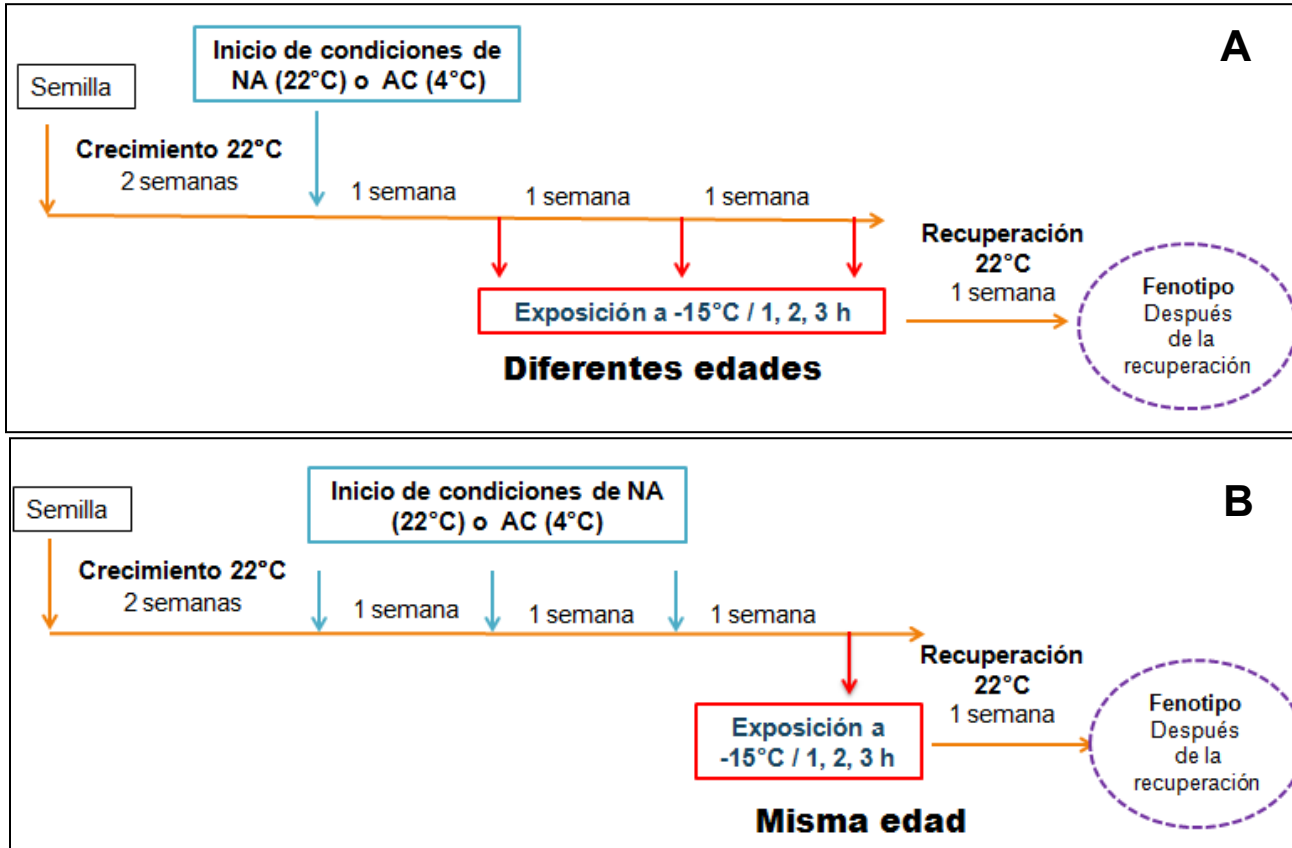 A
Inicio de condiciones de
NA (22°C) o AC (4°C)
Semilla
Crecimiento 22°C
2 semanas
1 semana
1 semana
1 semana
Recuperación
22°C
1 semana
Exposición a -15°C / 1, 2, 3 h
Diferentes edades
Fenotipo
Después
de la
recuperación
B
Inicio de condiciones de NA
(22°C) o AC (4°C)
Semilla
Crecimiento 22°C
2 semanas
1 semana
1 semana
1 semana
Recuperación
22°C
1 semana
Exposición a
-15°C / 1, 2, 3 h
Misma edad
Fenotipo
Después
de la
recuperación